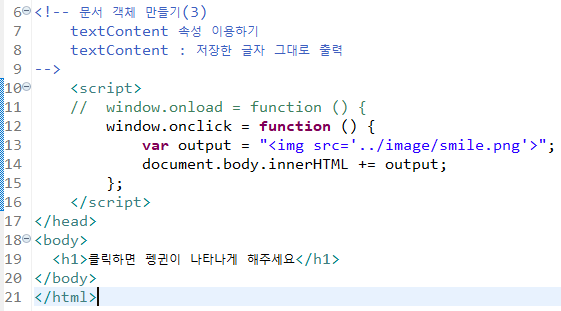 6 <!-- 문서 객체 만들기(3)
7 textContent 속성 이용하기
8 textContent : 저장한 글자 그대로 출력
9 -->
10 <script>
11 // window.onload = function () {
12 window.onclick = function () {
13 var output = "<img src='../image/smile.png'>";
14 document.body.innerHTML += output;
15 };
16 </script>
17 </head>
18 <body>
19 <h1>클릭하면 펭귄이 나타나게 해주세요</h1>
20 </body>
21 </html>